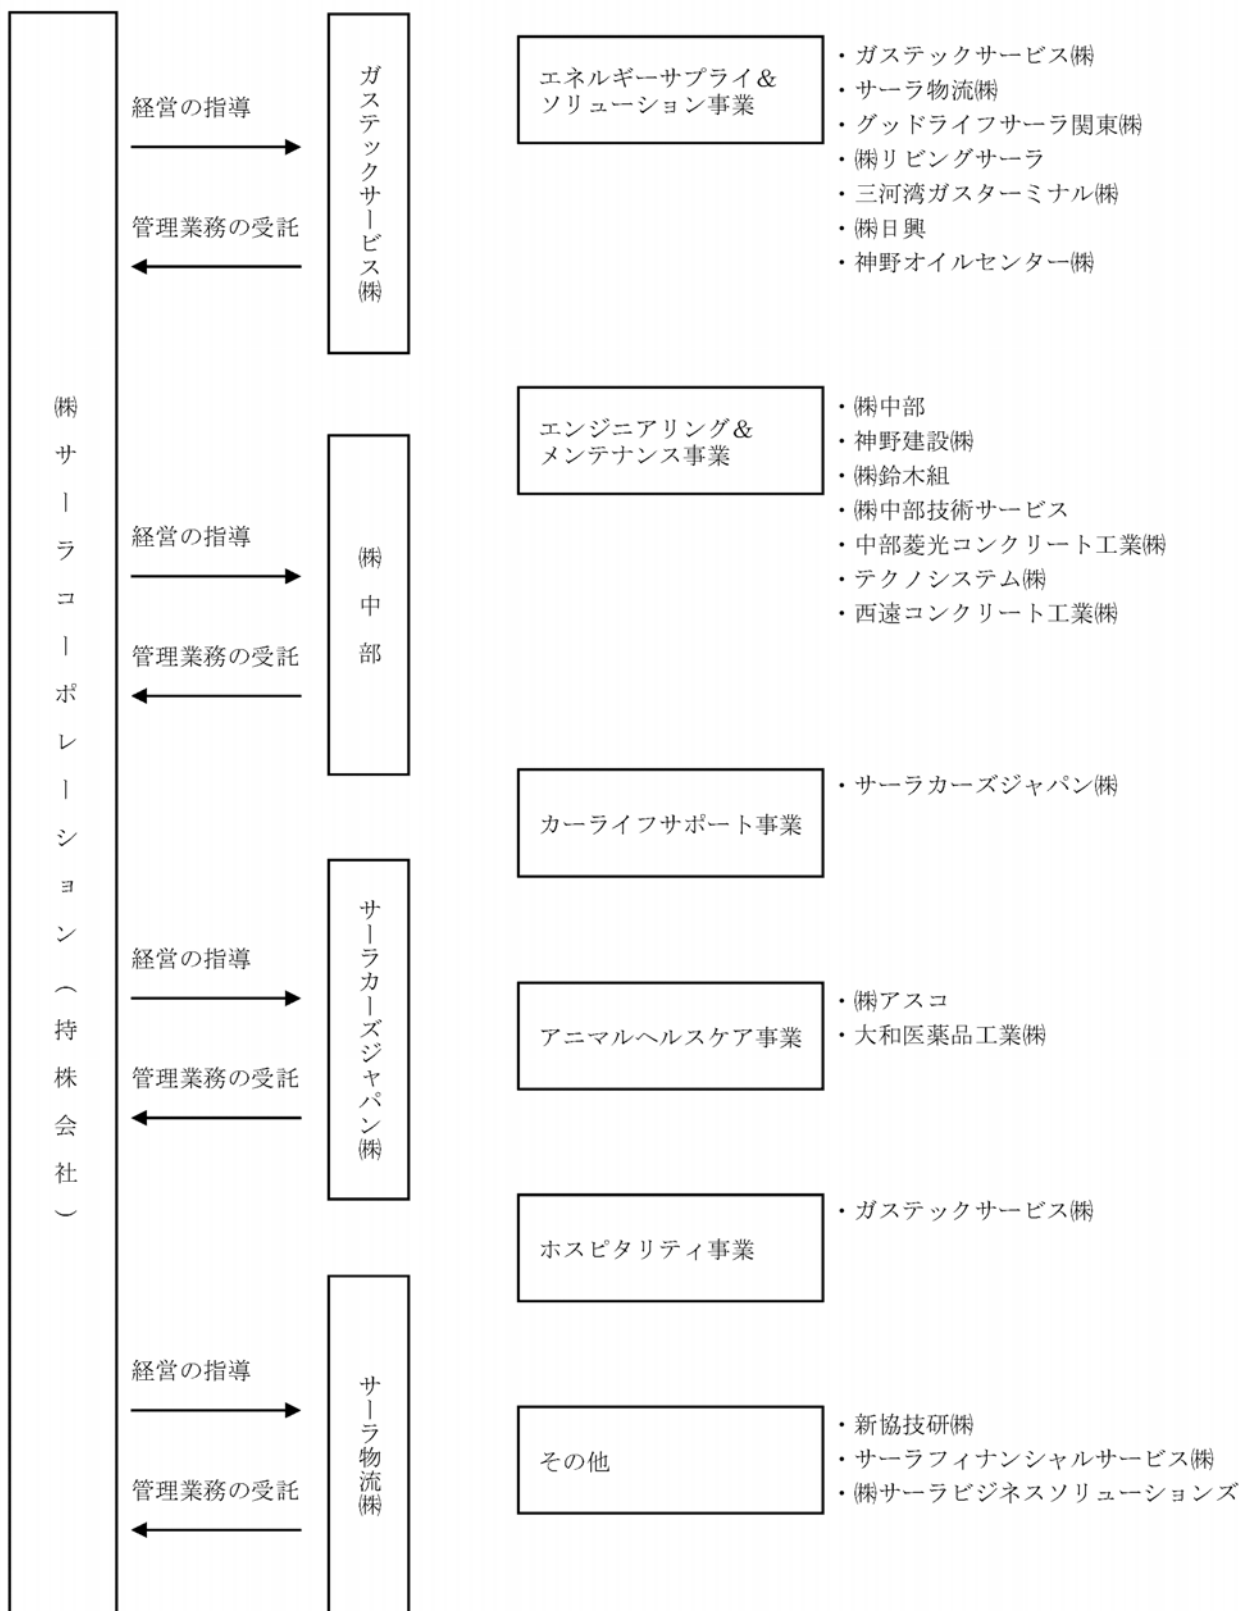 ㈱サーラコーポレーション（持株会社）
経営の指導
管理業務の受託
ガステックサービス㈱
経営の指導
管理業務の受託
㈱中部
経営の指導
管理業務の受託
サーラカーズジャパン㈱
経営の指導
管理業務の受託
サーラ物流㈱
エネルギーサプライ＆
ソリューション事業
・ガステックサービス㈱
・サーラ物流㈱
・グッドライフサーラ関東㈱
・㈱リビングサーラ
・三河湾ガスターミナル㈱
・㈱日興
・神野オイルセンター㈱
エンジニアリング＆
メンテナンス事業
・㈱中部
・神野建設㈱
・㈱鈴木組
・㈱中部技術サービス
・中部菱光コンクリート工業㈱
・テクノシステム㈱
・西遠コンクリート工業㈱
カーライフサポート事業
・サーラカーズジャパン㈱
アニマルヘルスケア事業
・㈱アスコ
・大和医薬品工業㈱
ホスピタリティ事業
・ガステックサービス㈱
その他
・新協技研㈱
・サーラフィナンシャルサービス㈱
・㈱サーラビジネスソリューションズ